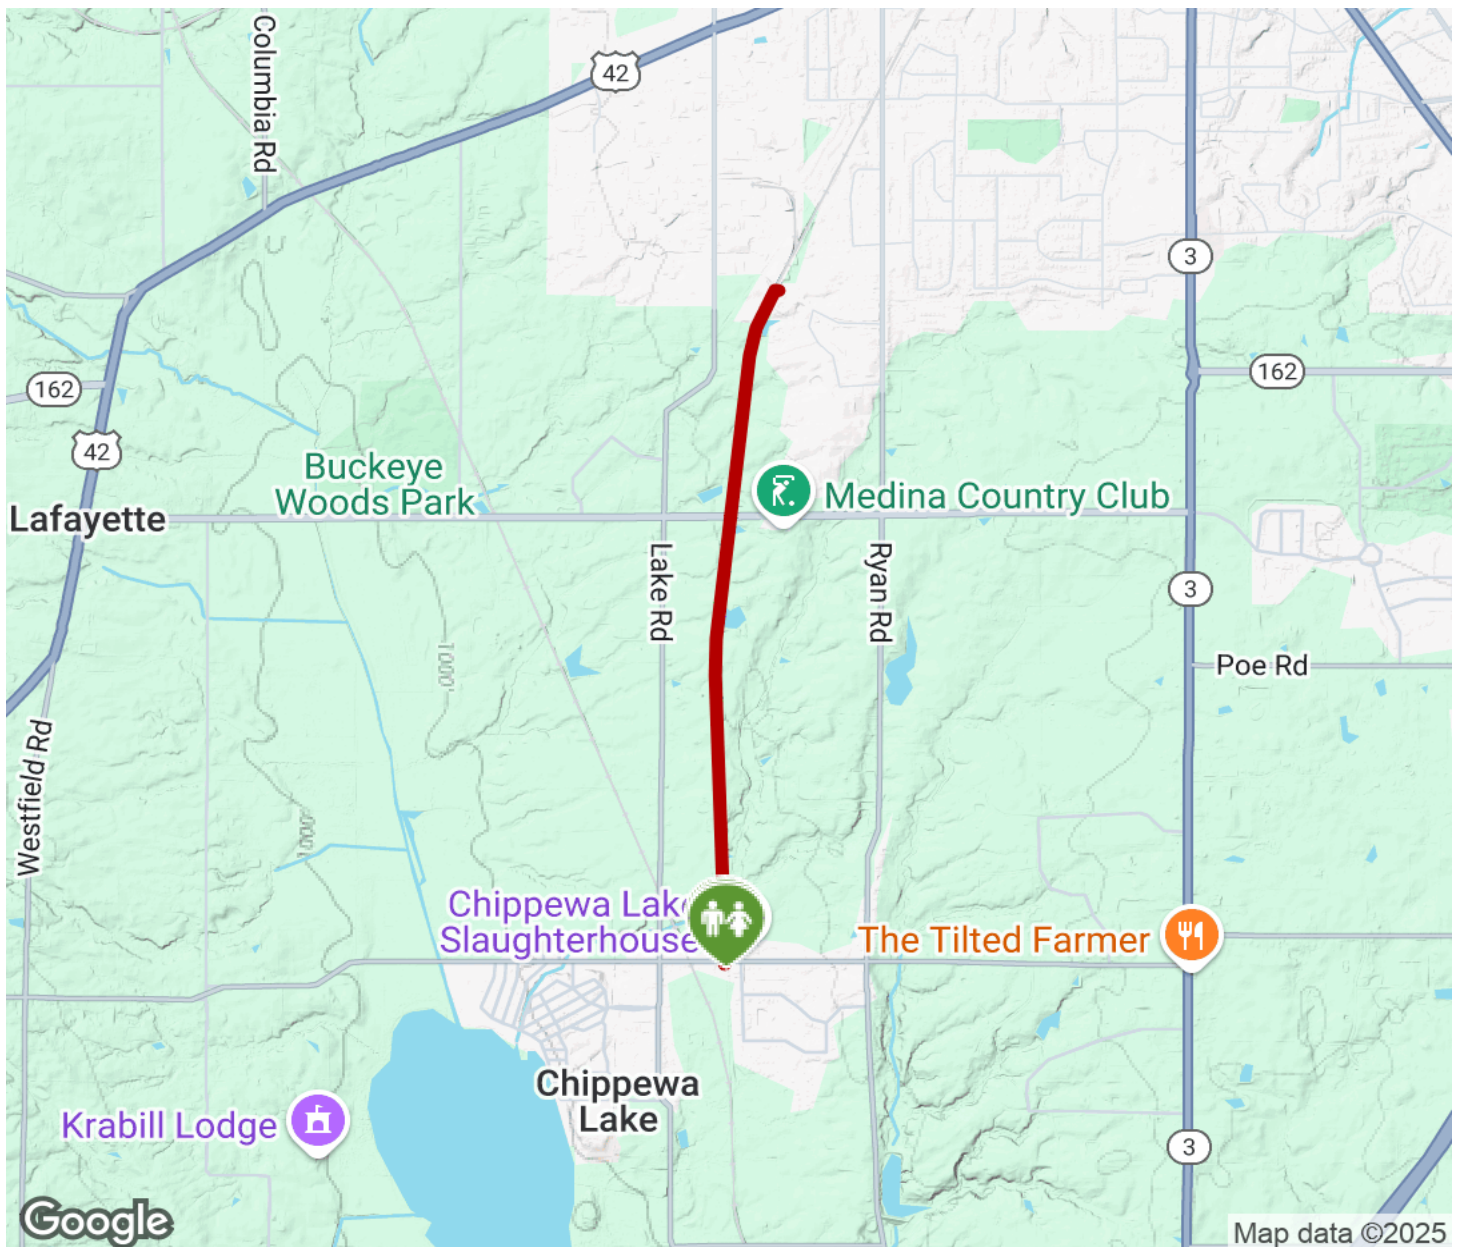 Columbia Rd
42
3
162
162
42
Buckeye
Woods Park
Medina Country Club
Lafayette
Lake Rd
Ryan Rd
3
1000'
Poe Rd
Westfield Rd
1000'
Chippewa Lake
Slaughterhouse
The Tilted Farmer
Chippewa
Lake
Krabill Lodge
3
Google
Map data ©2025